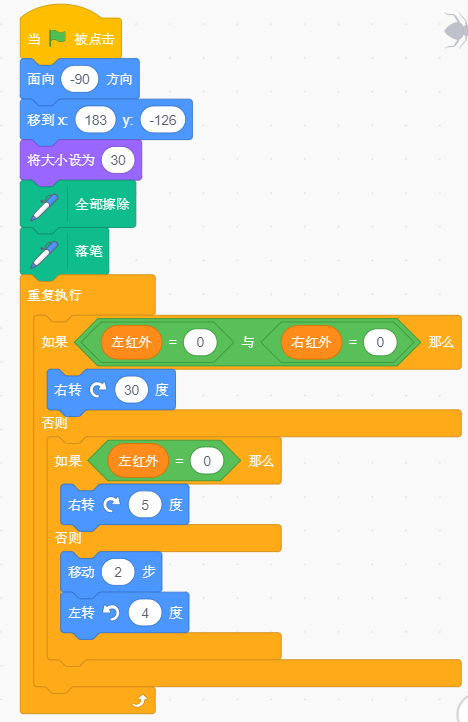 当 被点击
面向 -90 方向
移到 x: 183 y: -126
将大小设为 30
全部擦除
落笔
重复执行
如果 左红外 = 0 与 右红外 = 0 那么
右转 30 度
否则
如果 左红外 = 0 那么
右转 5 度
否则
移动 2 步
左转 4 度